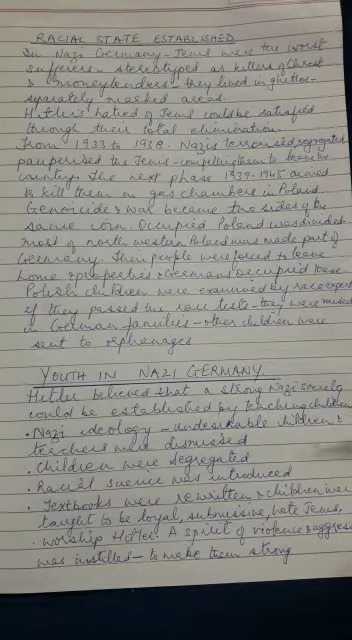 RACIAL STATE ESTABLISHED
In Nazi Germany - Jews were the worst
sufferers - stereotyped as killers of Christ
& moneylenders - they lived in ghettos -
separately marked areas.
Hitler's hatred of Jews could be satisfied
through their total elimination.
From 1933 to 1938. Nazis terrorised, segregated
pauperised the Jews - compelling them to leave the
country. The next phase 1939-1945 aimed
to kill them in gas chambers in Poland.
Genocide & war became two sides of the
same coin. Occupied Poland was divided
most of north western Poland was made part of
Germany. Then people were forced to leave
home & properties & Germans occupied
Polish children were examined by race expert
if they passed the race tests - they were raised
in German families - other children were
sent to orphanages
YOUTH IN NAZI GERMANY
Hitler believed that a strong Nazi society
could be established by teaching children
• Nazi ideology - undesirable children &
teachers were dismissed
• Children were segregated
• Racial science was introduced
• Textbooks were rewritten & children were
taught to be loyal, submissive, hate Jews,
• worship Hitler. A spirit of violence & aggress
was instilled - to make them strong